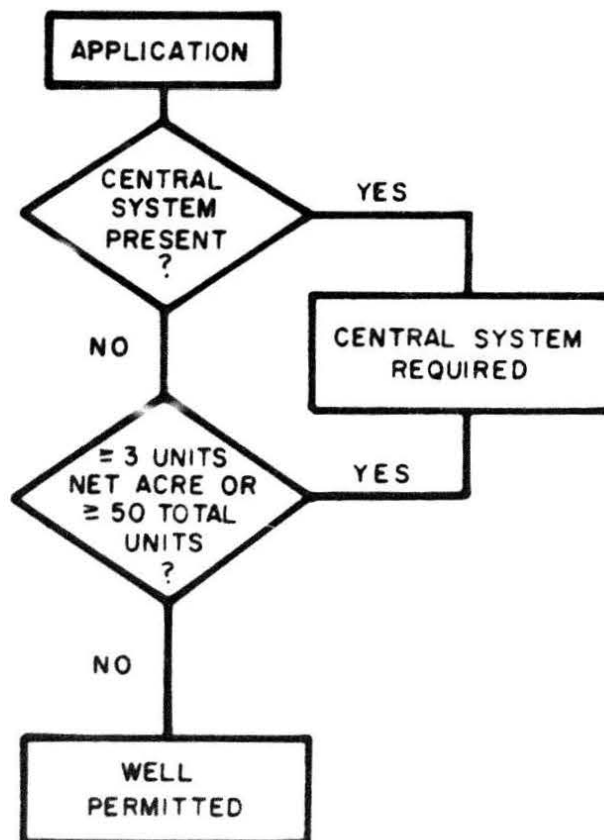 APPLICATION
CENTRAL
SYSTEM
PRESENT
?
YES
NO
CENTRAL SYSTEM
REQUIRED
≥ 3 UNITS
NET ACRE OR
≥ 50 TOTAL
UNITS
?
YES
NO
WELL
PERMITTED